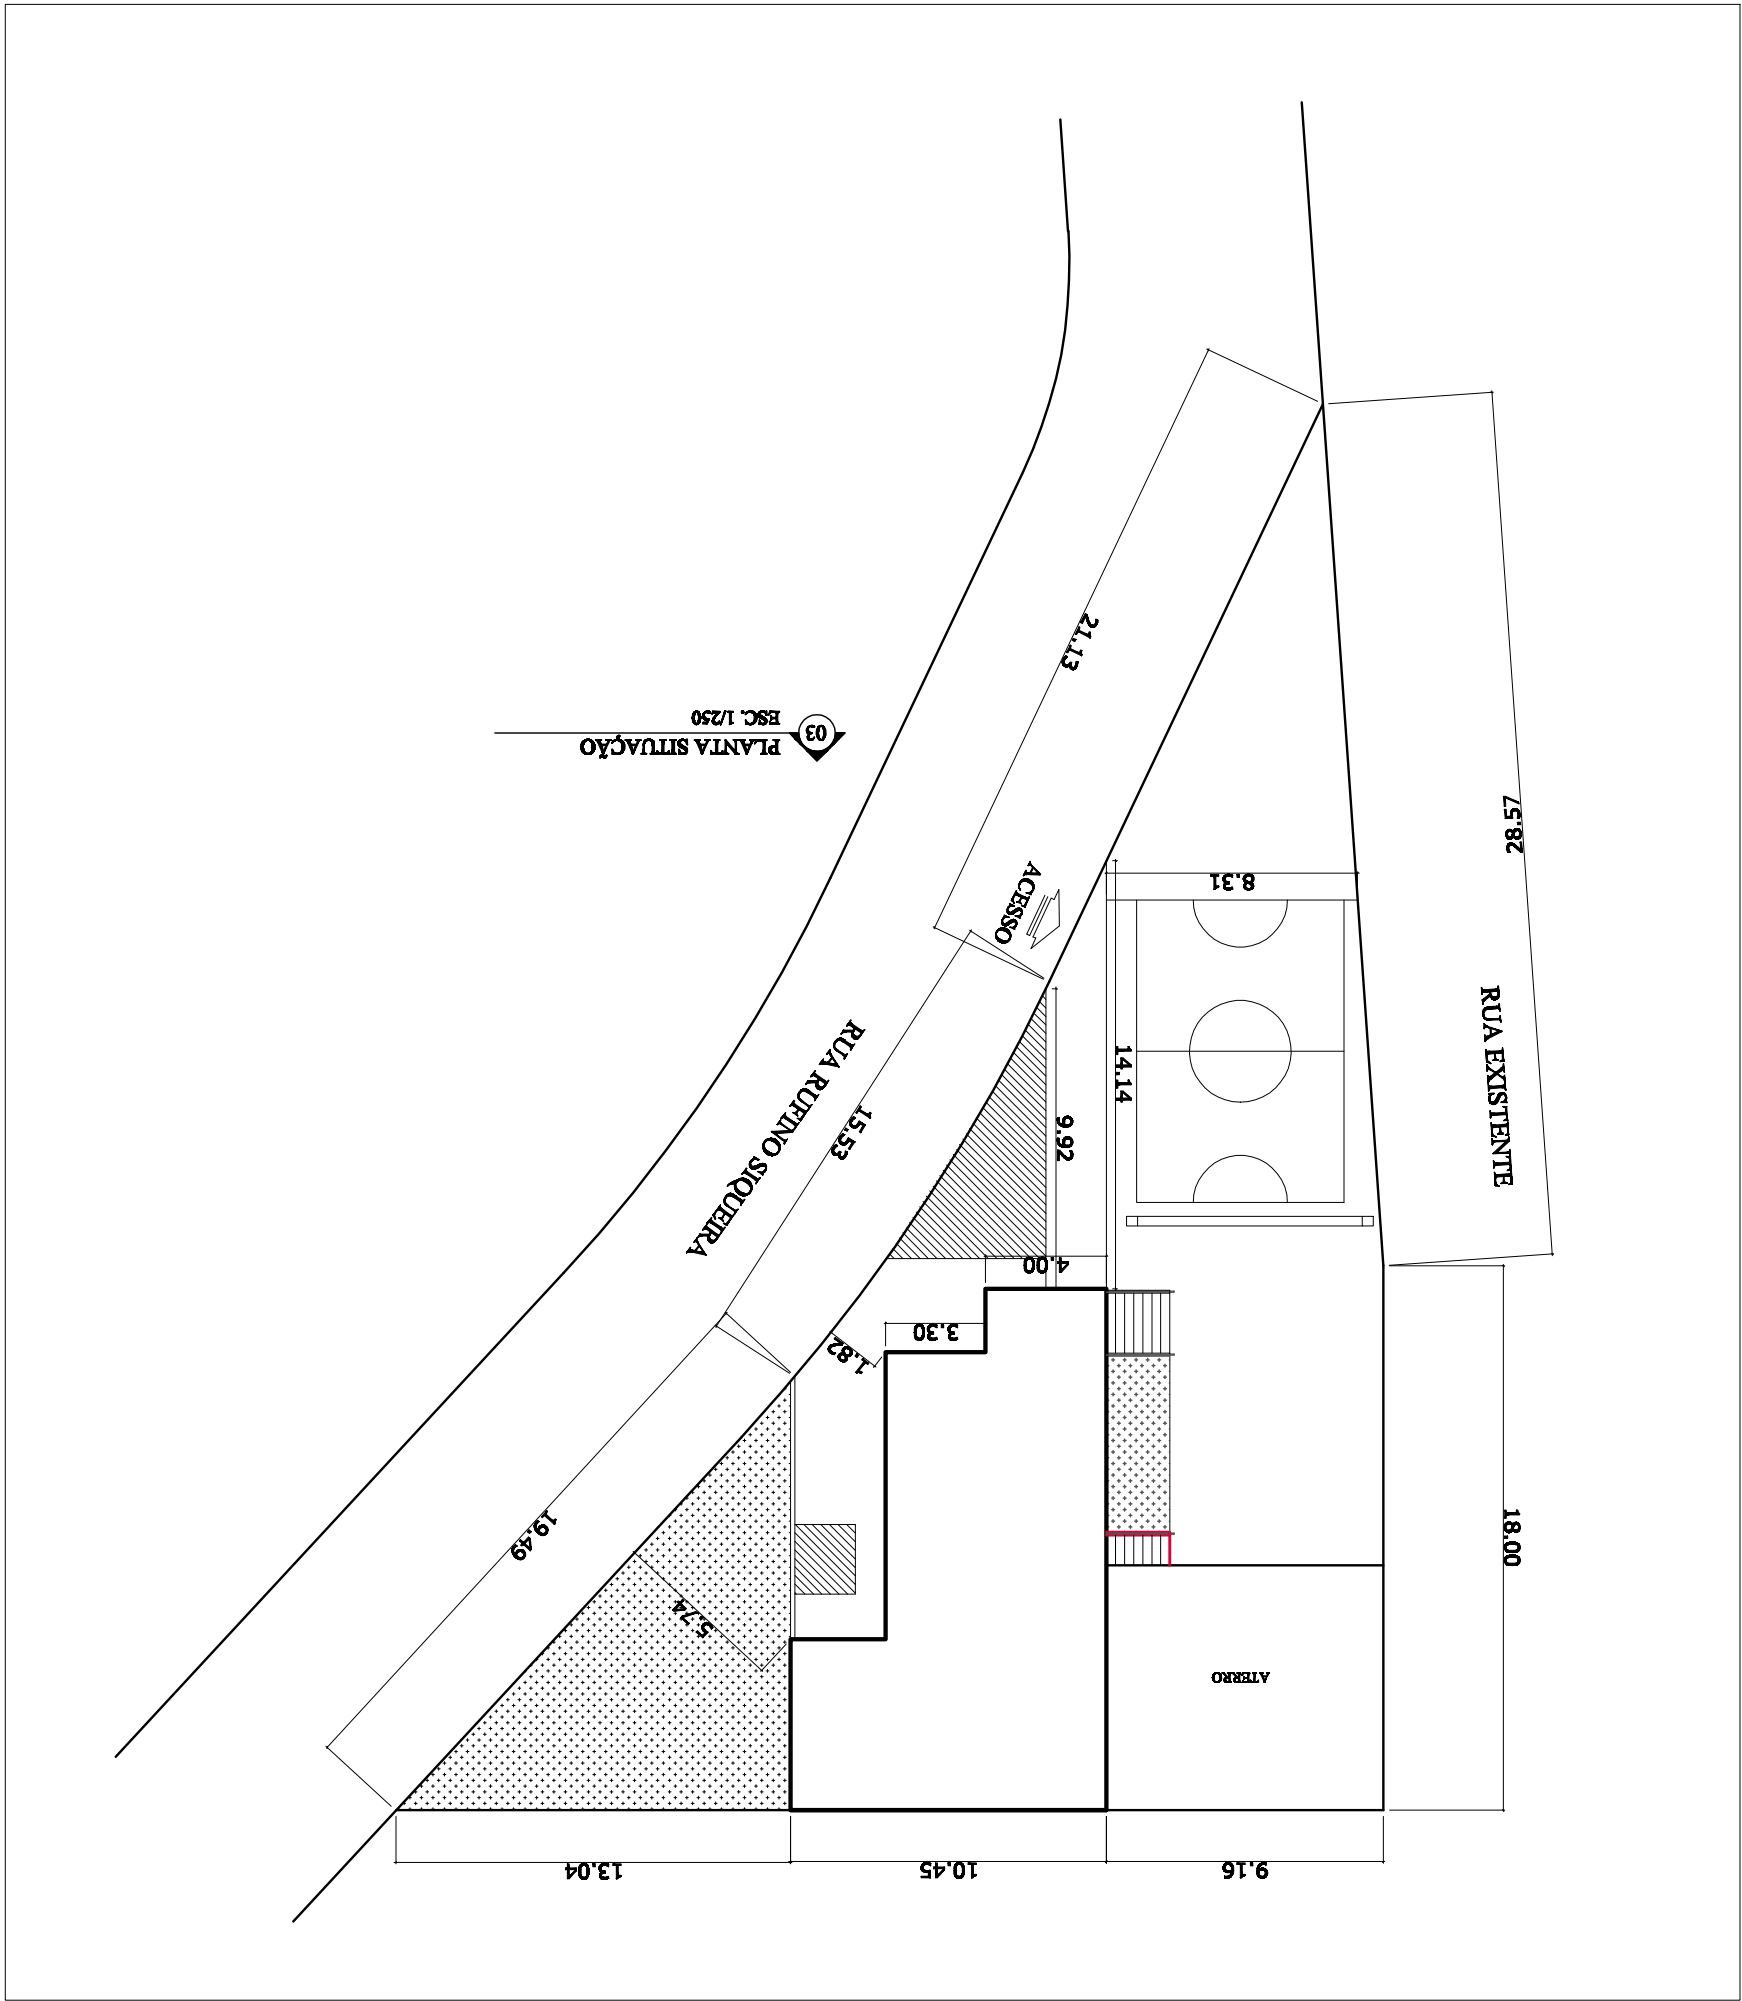 21.13
ESC. 1/250
PLANTA SITUAÇÃO
03
28.57
ACESSO
8.31
RUA EXISTENTE
RUA RUFINO SIQUEIRA
15.53
14.14
9.92
4.00
3.30
1.82
19.49
18.00
5.74
ATERRO
13.04
10.45
9.16